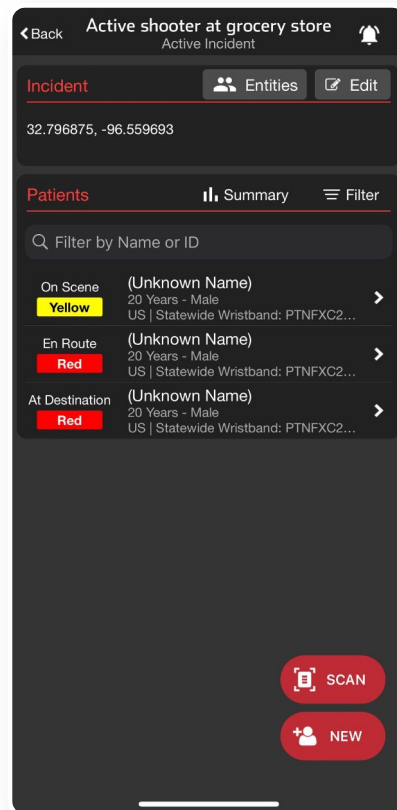 Back
Active shooter at grocery store
Active Incident
Incident
Entities
Edit
32.796875, -96.559693
Patients
Summary
Filter
Filter by Name or ID
On Scene
Yellow
(Unknown Name)
20 Years - Male
US | Statewide Wristband: PTNFXC2...
En Route
Red
(Unknown Name)
20 Years - Male
US | Statewide Wristband: PTNFXC2...
At Destination
Red
(Unknown Name)
20 Years - Male
US | Statewide Wristband: PTNFXC2...
SCAN
NEW